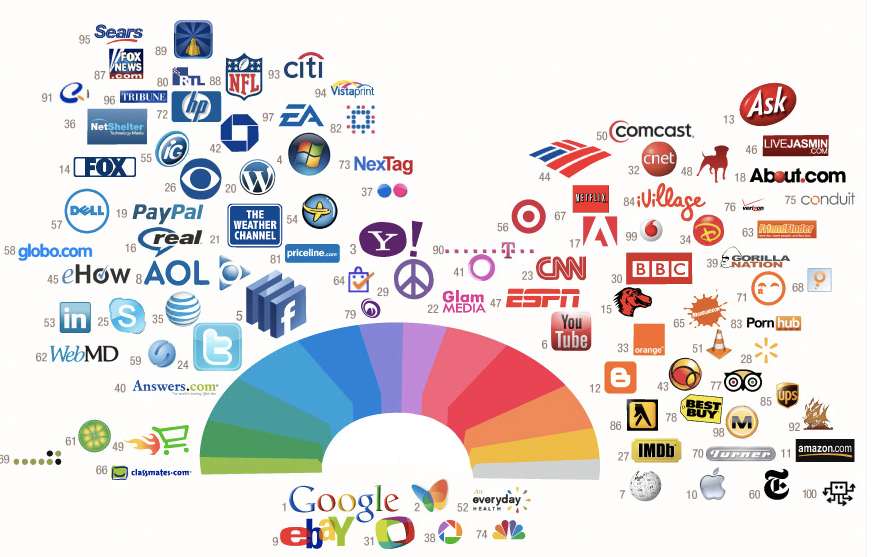 95 Sears
89
87 FOX NEWS .com
80 RTL
88 NFL
93 citi
91
96 TRIBUNE
72 hp
94 Vistaprint
36 NetShelter Technology Media
42
97 EA
82
55 iG
4
73 NexTag
14 FOX
26
20 W
37
57 DELL
19 PayPal
21 THE WEATHER CHANNEL
54
16 real
58 globo.com
81 priceline.com
3 Y!
90 T
45 eHow
8 AOL
64
29
41
22 Glam MEDIA
53 in
25 S
35
5 f
79
62 WebMD
59
24 t
40 Answers.com
61
49
69
66 classmates.com
13 Ask
50 comcast
44
32 cnet
48
46 LIVEJASMIN .COM
18 About.com
67 NETFLIX
84 iVillage
76 verizon
75 conduit
56
17 A
99
34 D
63 FriendFinder
23 CNN
30 BBC
39 GORILLA NATION
68
47 ESPN
15
71
65 nickelodeon
83 Pornhub
6 You Tube
33 orange
51
28
12 B
43
77
85 ups
86
78 BEST BUY
98 M
92
27 IMDb
70 Turner
11 amazon.com
7 W
10
60 T
100
1 Google
2
52 everyday HEALTH
9 ebaY
31
38
74